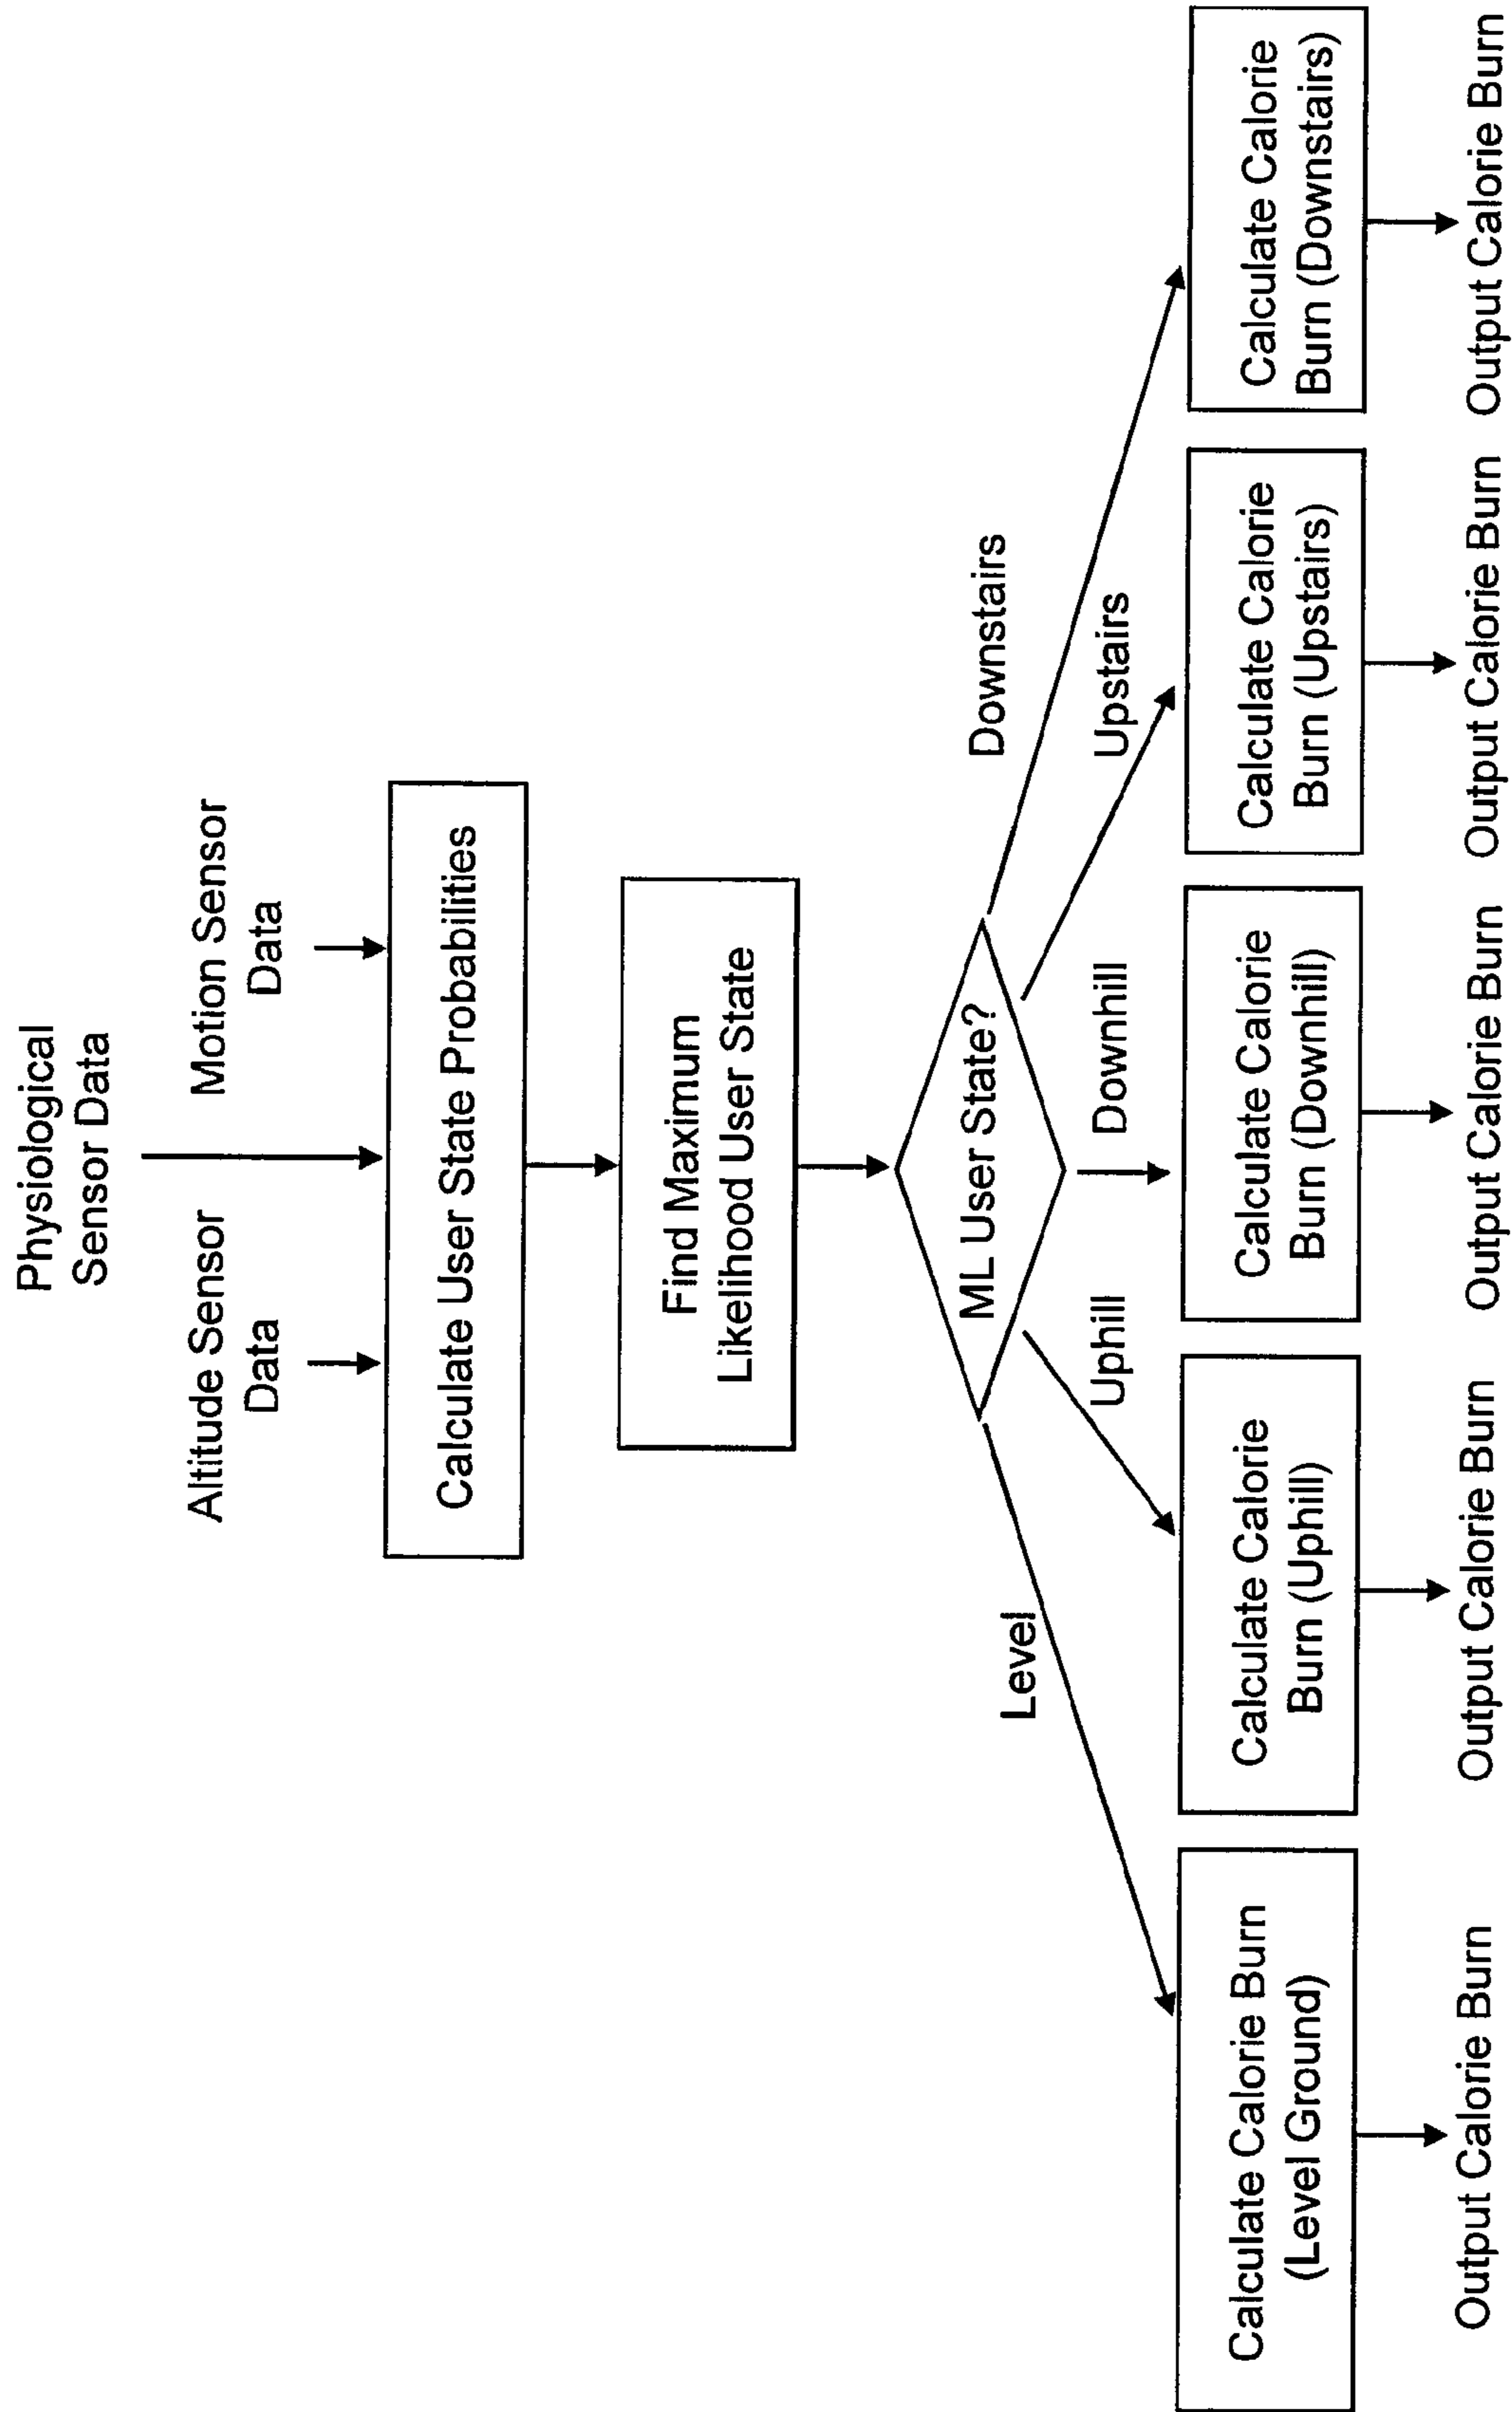 Physiological
Sensor Data
Altitude Sensor
Data
Motion Sensor
Data
Calculate User State Probabilities
Find Maximum
Likelihood User State
ML User State?
Level
Uphill
Downhill
Upstairs
Downstairs
Calculate Calorie Burn
(Level Ground)
Calculate Calorie
Burn (Uphill)
Calculate Calorie
Burn (Downhill)
Calculate Calorie
Burn (Upstairs)
Calculate Calorie
Burn (Downstairs)
Output Calorie Burn
Output Calorie Burn
Output Calorie Burn
Output Calorie Burn
Output Calorie Burn